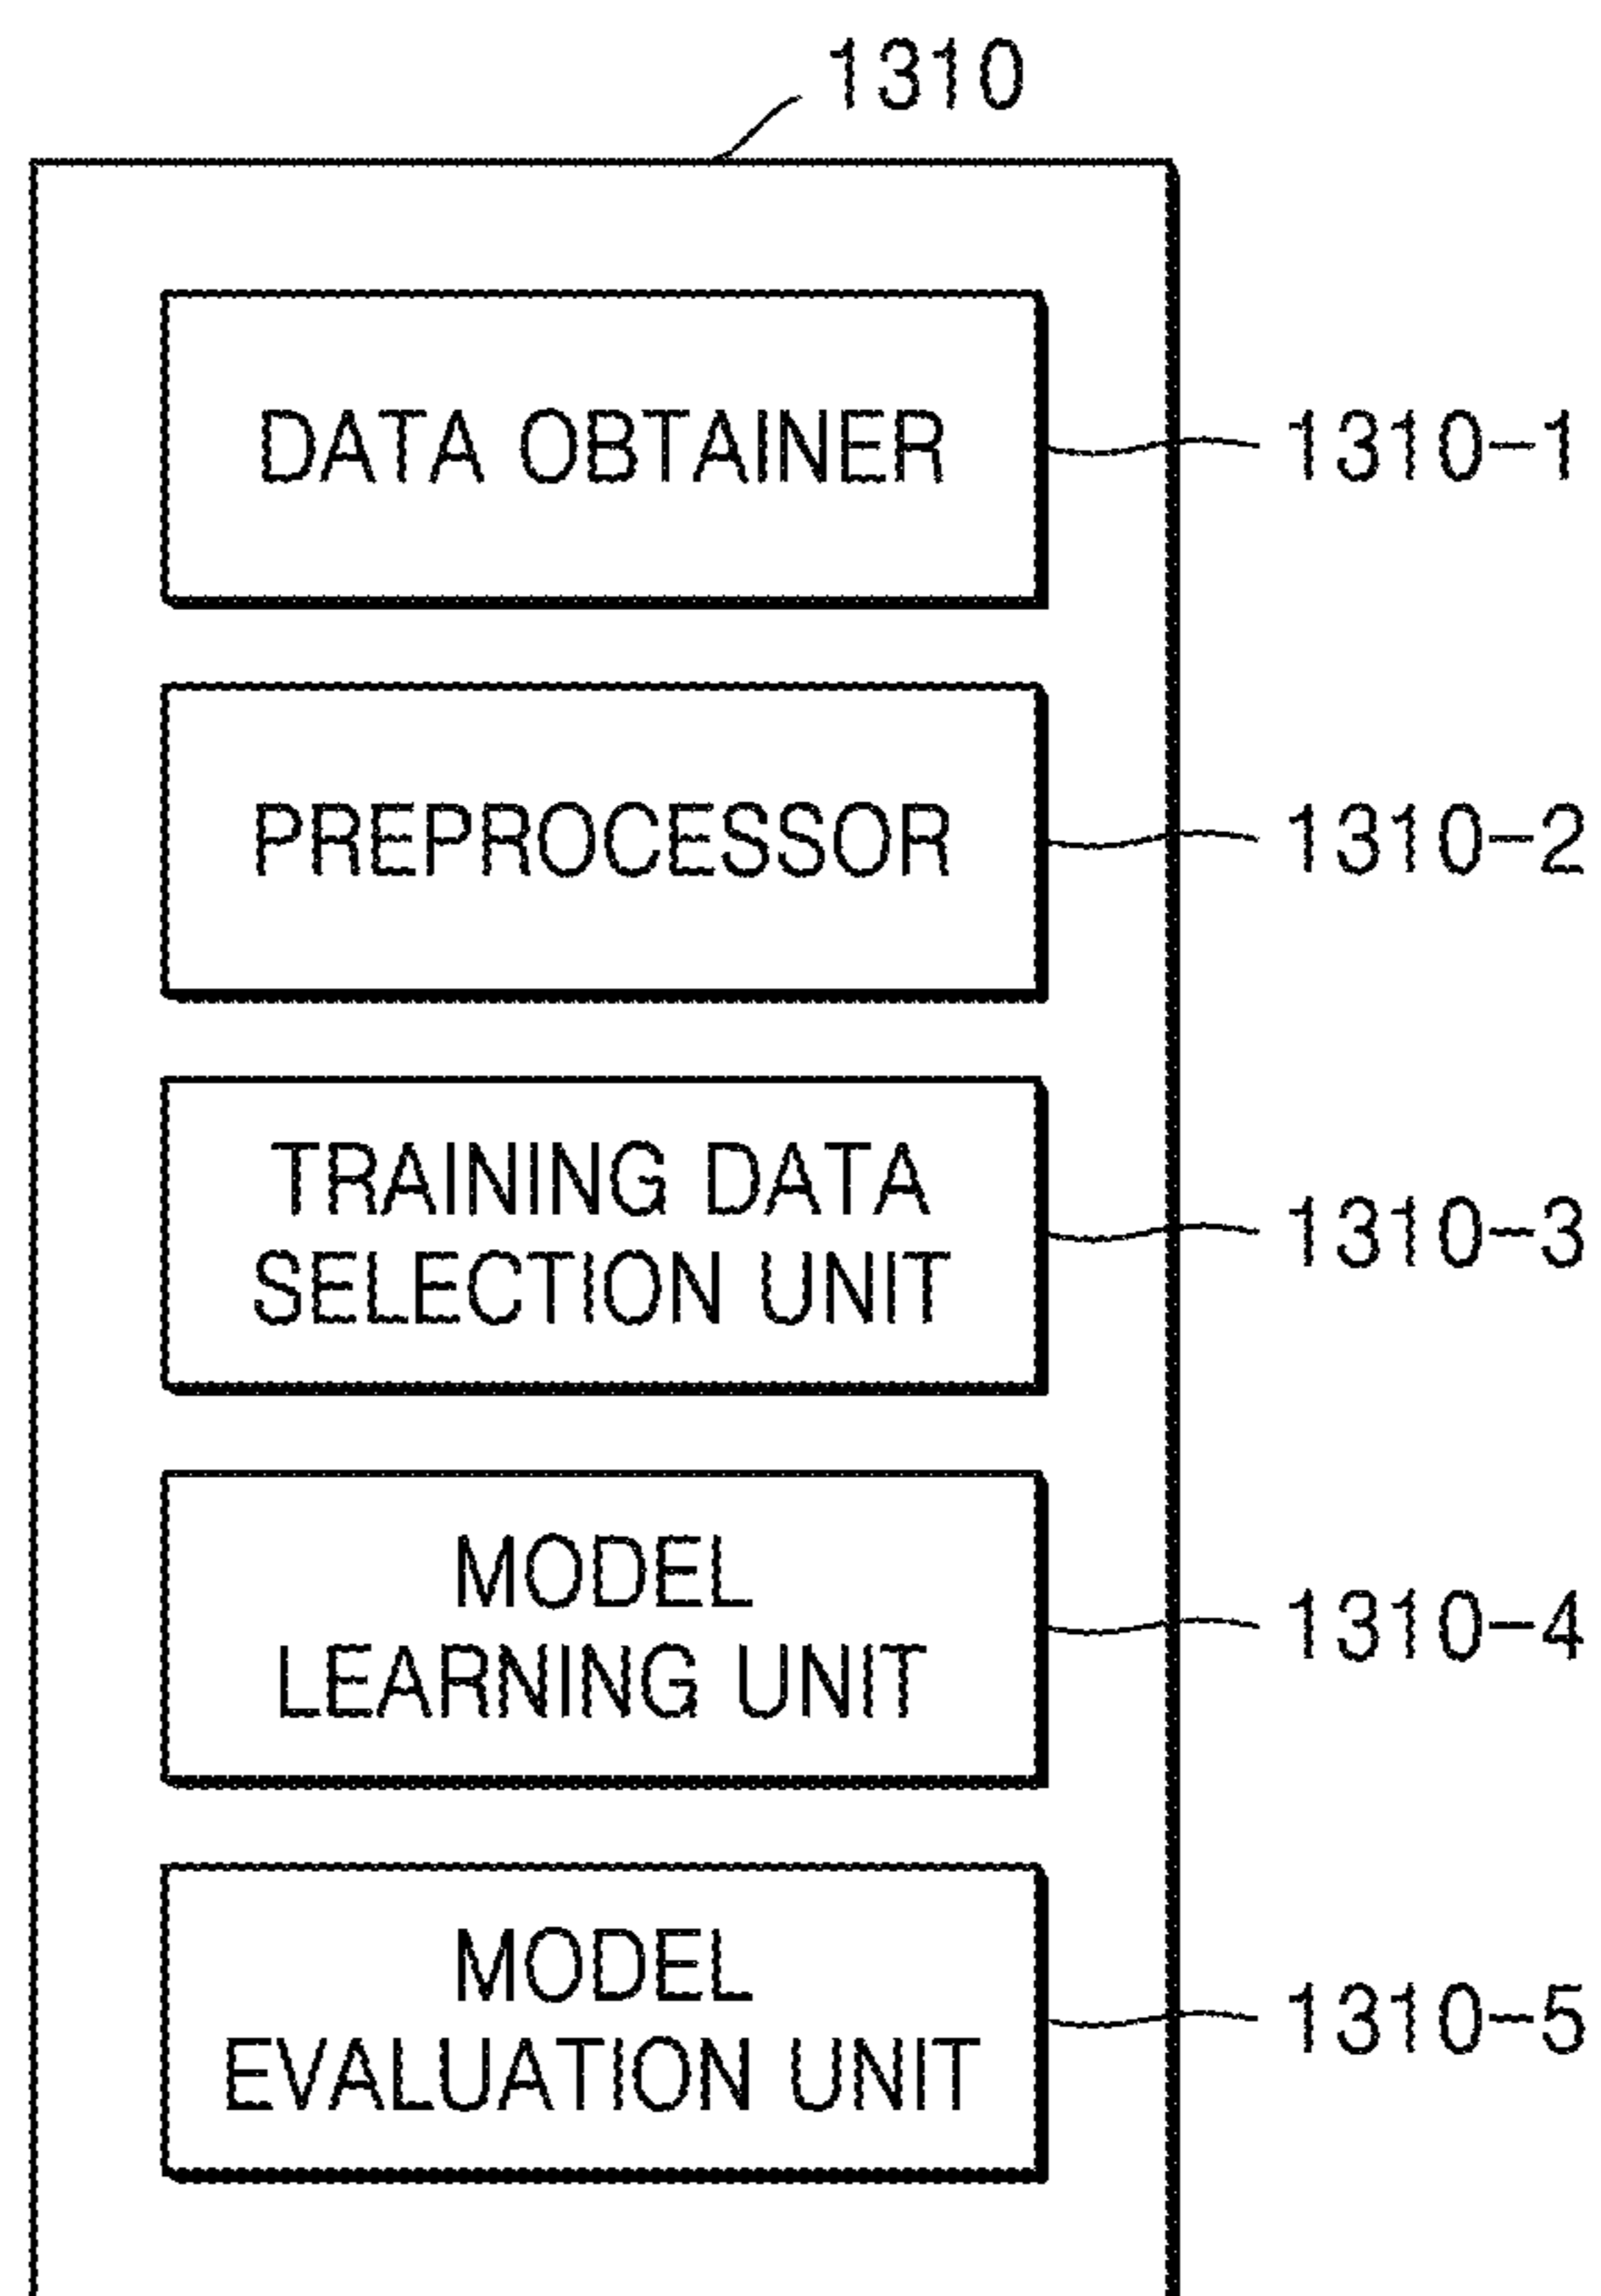 1310
DATA OBTAINER
1310-1
PREPROCESSOR
1310-2
TRAINING DATA
SELECTION UNIT
1310-3
MODEL
LEARNING UNIT
1310-4
MODEL
EVALUATION UNIT
1310-5